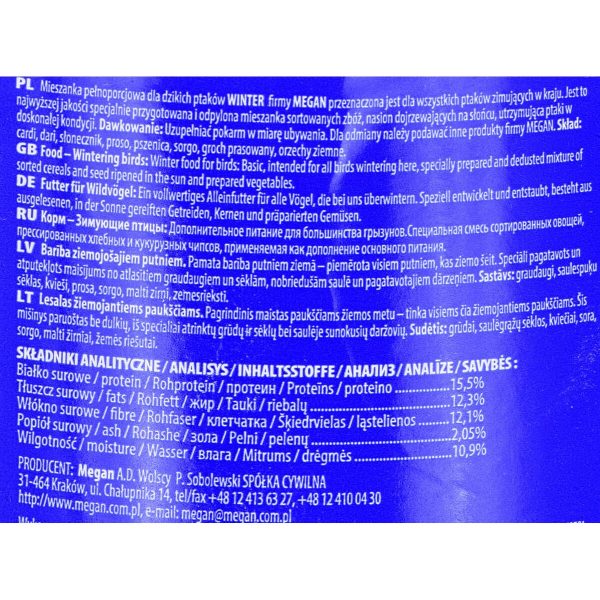 PL Mieszanka pełnoporcjowa dla dzikich ptaków WINTER firmy MEGAN przeznaczona jest dla wszystkich ptaków zimujących w kraju. Jest to
najwyższej jakości specjalnie przygotowana i odpylona mieszanka sortowanych zbóż, nasion dojrzewających na słońcu, utrzymująca ptaki w
doskonałej kondycji. Dawkowanie: Uzupełniać pokarm w miarę ubywania. Dla odmiany należy podawać inne produkty firmy MEGAN. Skład:
cardi, dari, słonecznik, proso, pszenica, sorgo, groch prasowany, orzechy ziemne.
GB Food – Wintering birds: Winter food for birds: Basic, intended for all birds wintering here, specially prepared and dedusted mixture of
sorted cereals and seed ripened in the sun and prepared vegetables.
DE Futter für Wildvögel: Ein vollwertiges Alleinfutter für alle Vögel, die bei uns überwintern. Speziell entwickelt und entstaubt, besteht aus
ausgelesenen, in der Sonne gereiften Getreiden, Kernen und präparierten Gemüsen.
RU Корм – Зимующие птицы: Дополнительное питание для большинства грызунов.Специальная смесь сортированных овощей,
прессированных хлебных и кукурузных чипсов, применяемая как дополнение основного питания.
LV Barība ziemojošajiem putniem. Pamata barība putniem ziemā – piemērota visiem putniem, kas ziemo šeit. Speciāli pagatavots un
atputekļots maisījums no atlasītiem graudaugiem un sēklām, nobriedušām saulē un pagatavotajiem dārzeņiem. Sastāvs: graudaugi, saulespuķu
sēklas, kvieši, prosa, sorgo, malti zirņi, zemesrieksti.
LT Lesalas žiemojantiems paukščiams. Pagrindinis maistas paukščiams žiemos metu – tinka visiems čia žiemojantiems paukščiams. Šis
mišinys paruoštas be dulkių, iš specialiai atrinktų grūdų ir sėklų bei saulėje sunokusių daržovių. Sudėtis: grūdai, saulėgrąžų sėklos, kviečiai, sora,
sorgo, malti žirniai, žemės riešutai.
SKŁADNIKI ANALITYCZNE / ANALISYS / INHALTSSTOFFE / АНАЛИЗ / ANALĪZE / SAVYBĖS :
Białko surowe / protein / Rohprotein / протеин / Proteīns / proteino 15,5%
Tłuszcz surowy / fats / Rohfett / жир / Tauki / riebalų 12,3%
Włókno surowe / fibre / Rohfaser / клетчатка / Šķiedrvielas / ląstelienos 12,1%
Popiół surowy / ash / Rohashe / зола / Pelni / pelenų 2,05%
Wilgotność / moisture / Wasser / влага / Mitrums / drėgmės 10,9%
PRODUCENT: Megan A.D. Wolscy P. Sobolewski SPÓŁKA CYWILNA
31-464 Kraków, ul. Chałupnika 14, tel/fax +48 12 413 63 27, +48 12 410 04 30
http://www.megan.com.pl, e-mail: megan@megan.com.pl